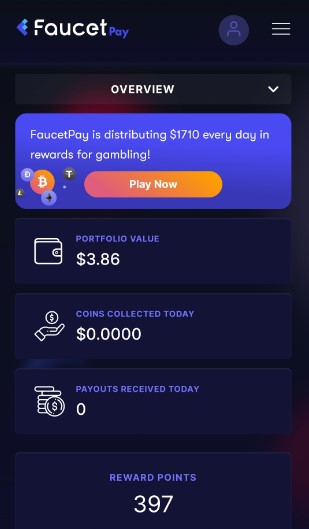 FaucetPay
OVERVIEW
FaucetPay is distributing $1710 every day in
rewards for gambling!
Play Now
PORTFOLIO VALUE
$3.86
COINS COLLECTED TODAY
$0.0000
PAYOUTS RECEIVED TODAY
0
REWARD POINTS
397